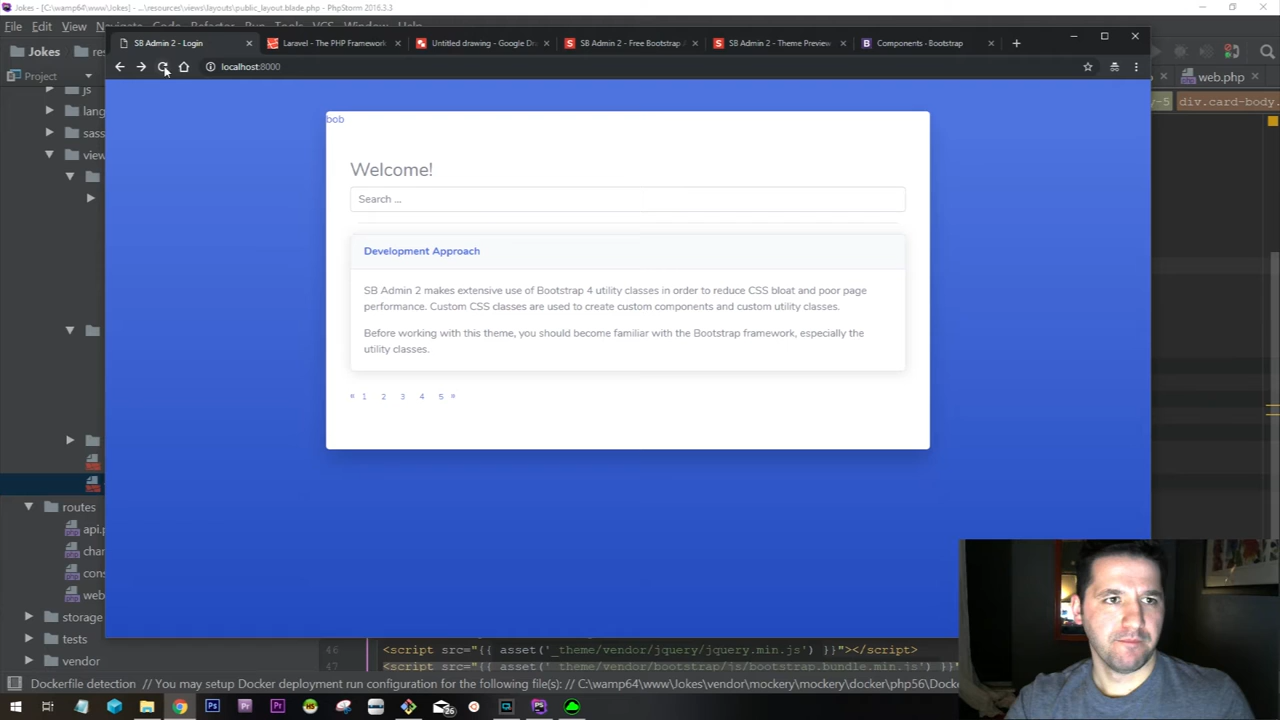 Jokes - [C:\wamp64\www\Jokes] - ...\resources\views\layouts\public_layout.blade.php - PhpStorm 2016.3.3
File Edit View
SB Admin 2 - Login
Laravel - The PHP Framework
Untitled drawing - Google Dr
SB Admin 2 - Free Bootstrap
SB Admin 2 - Theme Preview
Components - Bootstrap
Jokes
res
web.php
Project
localhost:8000
y-5
div.card-body.
js
lang
sass
view
bob
Welcome!
Search ...
Development Approach
SB Admin 2 makes extensive use of Bootstrap 4 utility classes in order to reduce CSS bloat and poor page
performance. Custom CSS classes are used to create custom components and custom utility classes.
Before working with this theme, you should become familiar with the Bootstrap framework, especially the
utility classes.
« 1 2 3 4 5 »
routes
api.p
chan
cons
web
storage
tests
vendor
46 <script src="{{ asset('_theme/vendor/jquery/jquery.min.js') }}"></script>
47 <script src="{{ asset('_theme/vendor/bootstrap/js/bootstrap.bundle.min.js') }}"
Dockerfile detection // You may setup Docker deployment run configuration for the following file(s): // C:\wamp64\www\Jokes\vendor\mockery\mockery\docker\php56\Docke
26